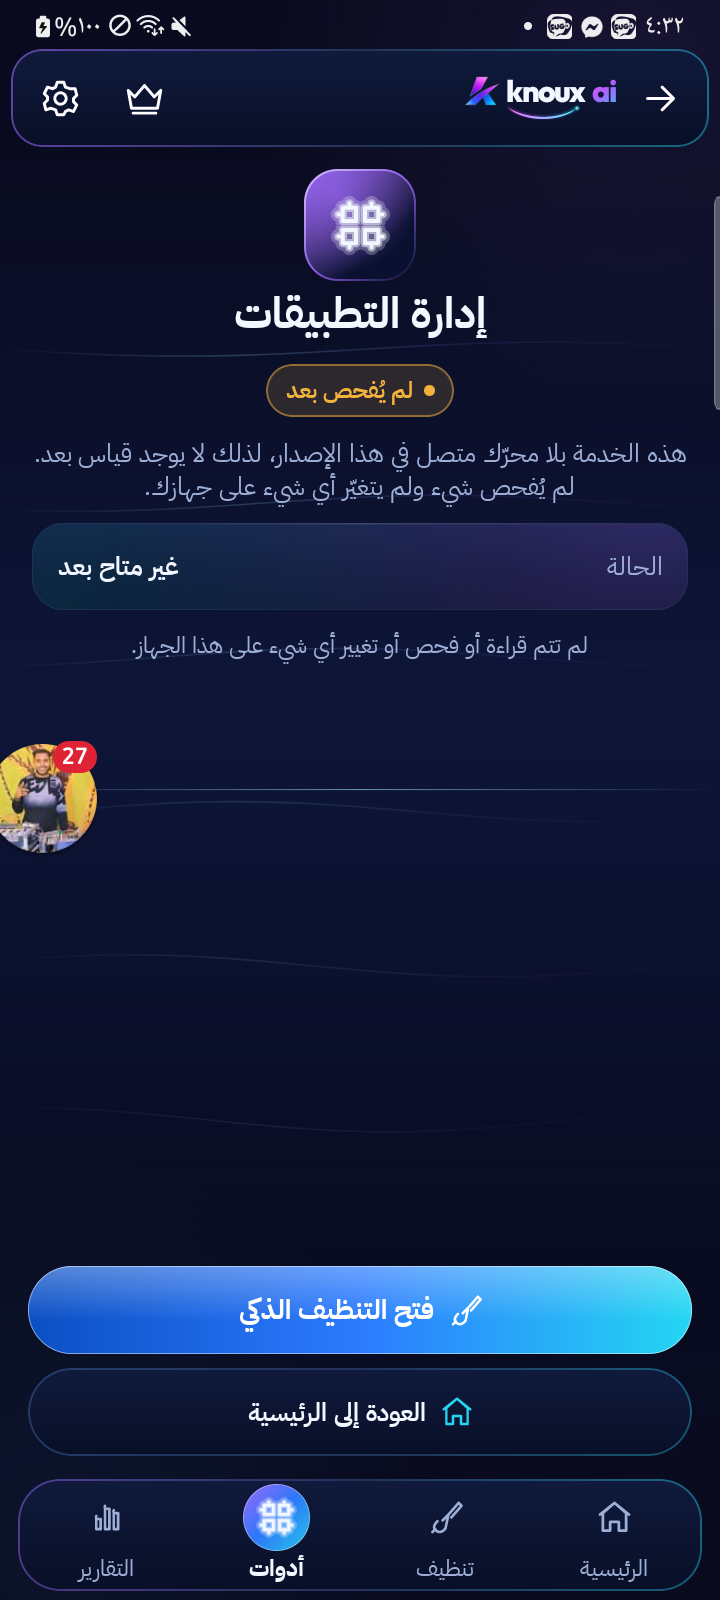 ٤:٣٢
%١٠٠
knoux ai
إدارة التطبيقات
لم يُفحص بعد
هذه الخدمة بلا محرّك متصل في هذا الإصدار، لذلك لا يوجد قياس بعد.
لم يُفحص شيء ولم يتغيّر أي شيء على جهازك.
الحالة
غير متاح بعد
لم تتم قراءة أو فحص أو تغيير أي شيء على هذا الجهاز.
27
فتح التنظيف الذكي
العودة إلى الرئيسية
الرئيسية
تنظيف
أدوات
التقارير